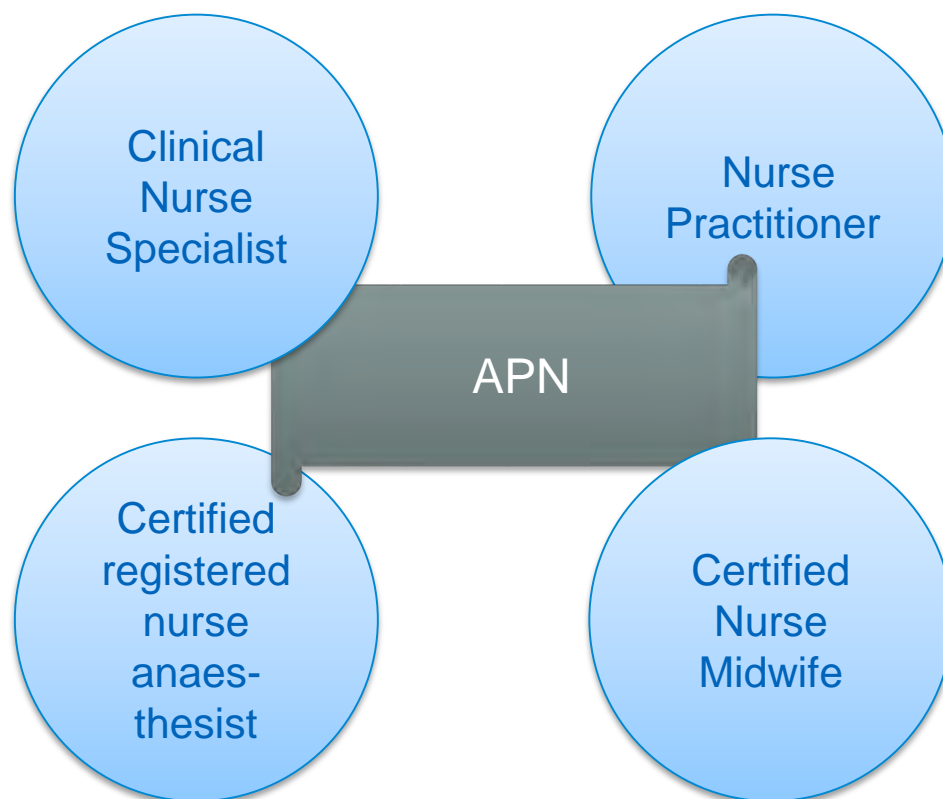 Clinical
Nurse
Specialist
Nurse
Practitioner
APN
Certified
registered
nurse
anaes-
thesist
Certified
Nurse
Midwife